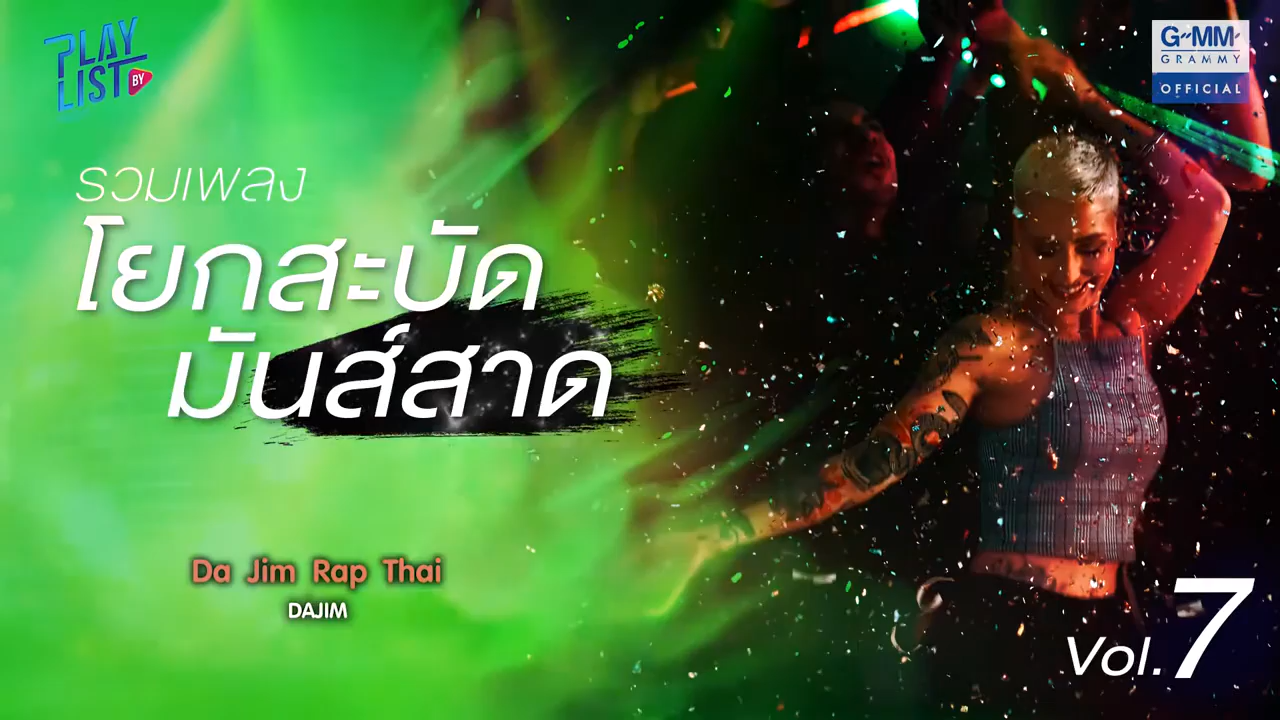 PLAY
LIST BY
G-MM-
GRAMMY
OFFICIAL
รวมเพลง
โยกสะบัด
มันส์สาด
Da Jim Rap Thai
DAJIM
Vol.7